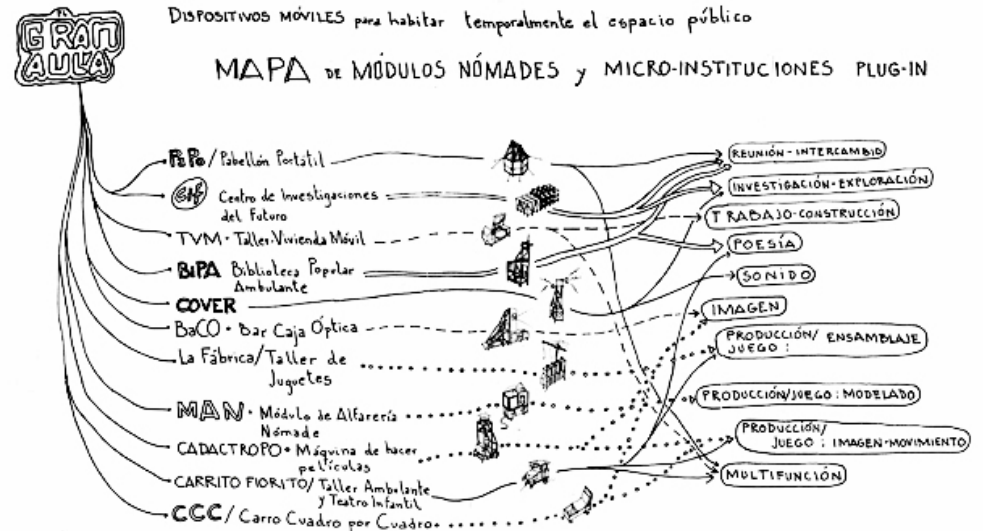 EL
GRAN
AULA
DISPOSITIVOS MÓVILES para habitar temporalmente el espacio público
MAPA DE MÓDULOS NÓMADES y MICRO-INSTITUCIONES PLUG-IN
PaPo / Pabellón Portátil
CIF Centro de Investigaciones
del Futuro
TVM · Taller-Vivienda Móvil
BiPA Biblioteca Popular
Ambulante
COVER
BaCO · Bar Caja Óptica
La Fábrica/Taller de
Juguetes
MAN · Módulo de Alfarería
Nómade
CADACTROPO · Máquina de hacer
películas
CARRITO FIORITO/Taller Ambulante
y Teatro Infantil
CCC / Carro Cuadro por Cuadro
REUNIÓN - INTERCAMBIO
INVESTIGACIÓN - EXPLORACIÓN
TRABAJO-CONSTRUCCIÓN
POESÍA
SONIDO
IMAGEN
PRODUCCIÓN/ ENSAMBLAJE
JUEGO :
PRODUCCIÓN/JUEGO : MODELADO
PRODUCCIÓN/
JUEGO : IMAGEN-MOVIMIENTO
MULTIFUNCIÓN